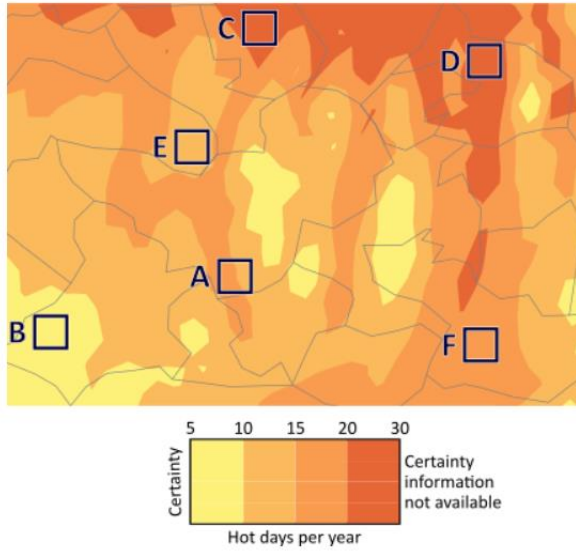 C
D
E
A
B
F
5 10 15 20 30
Certainty
Certainty
information
not available
Hot days per year